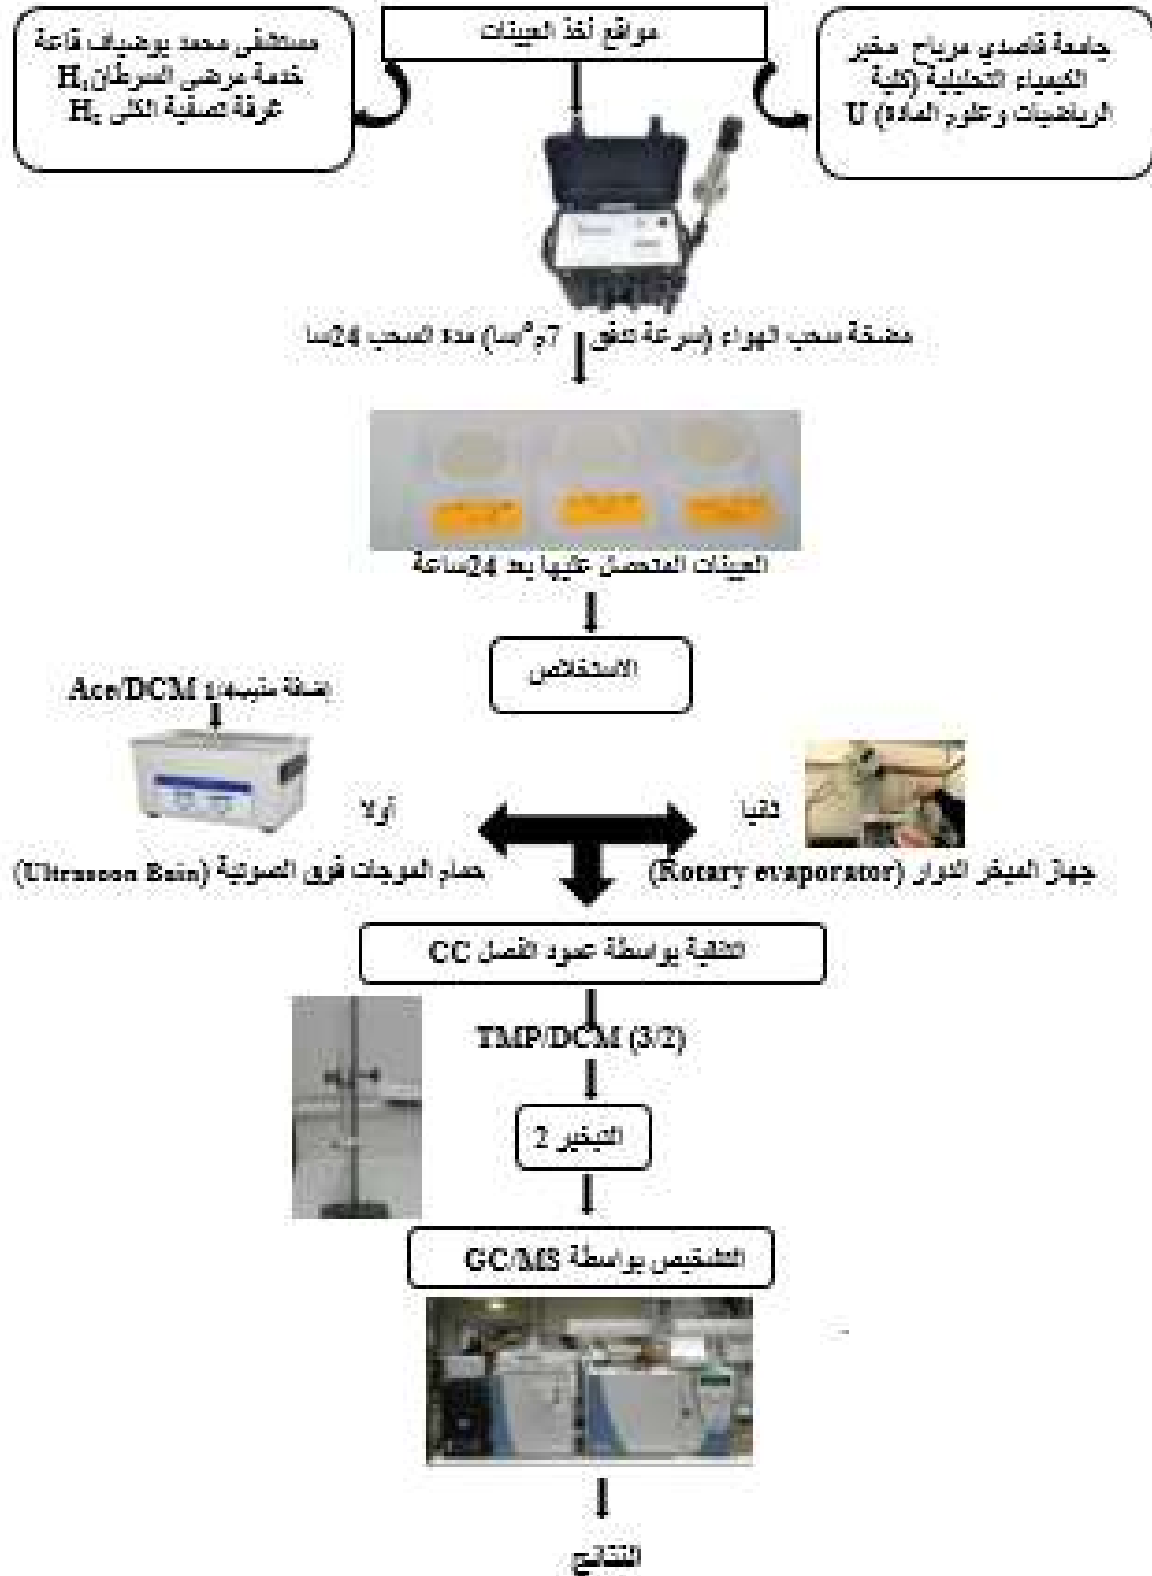 مواقع أخذ العينات
جامعة قاصدي مرباح مخبر
الكيمياء التحليلية (كلية
الرياضيات وعلوم المادة) U
مستشفى محمد بوضياف قاعة
خدمة مرضى السرطان H₁
غرفة تصفية الكلى H₂
مضخة سحب الهواء (سرعة تدفق 7م³/سا) مدة السحب 24سا
العينات المتحصل عليها بعد 24ساعة
الاستخلاص
إضافة Ace/DCM
أولا
حمام الموجات فوق الصوتية (Ultrason Bain)
ثانيا
جهاز المبخر الدوار (Rotary evaporator)
التنقية بواسطة عمود الفصل CC
TMP/DCM (3/2)
التبخير 2
التشخيص بواسطة GC/MS
النتائج